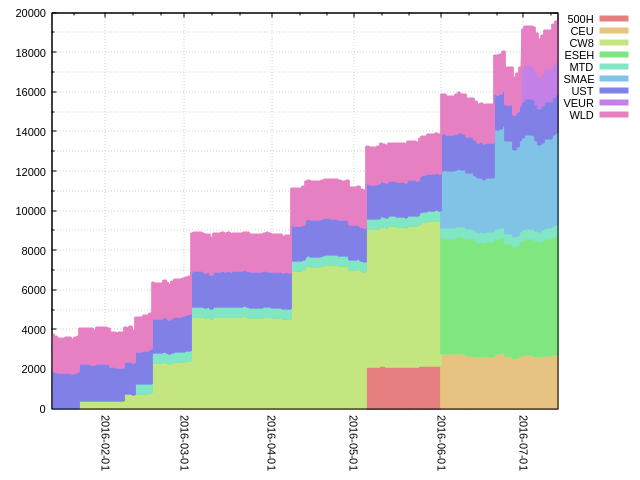 20000
18000
16000
14000
12000
10000
8000
6000
4000
2000
0
2016-02-01
2016-03-01
2016-04-01
2016-05-01
2016-06-01
2016-07-01
500H
CEU
CW8
ESEH
MTD
SMAE
UST
VEUR
WLD